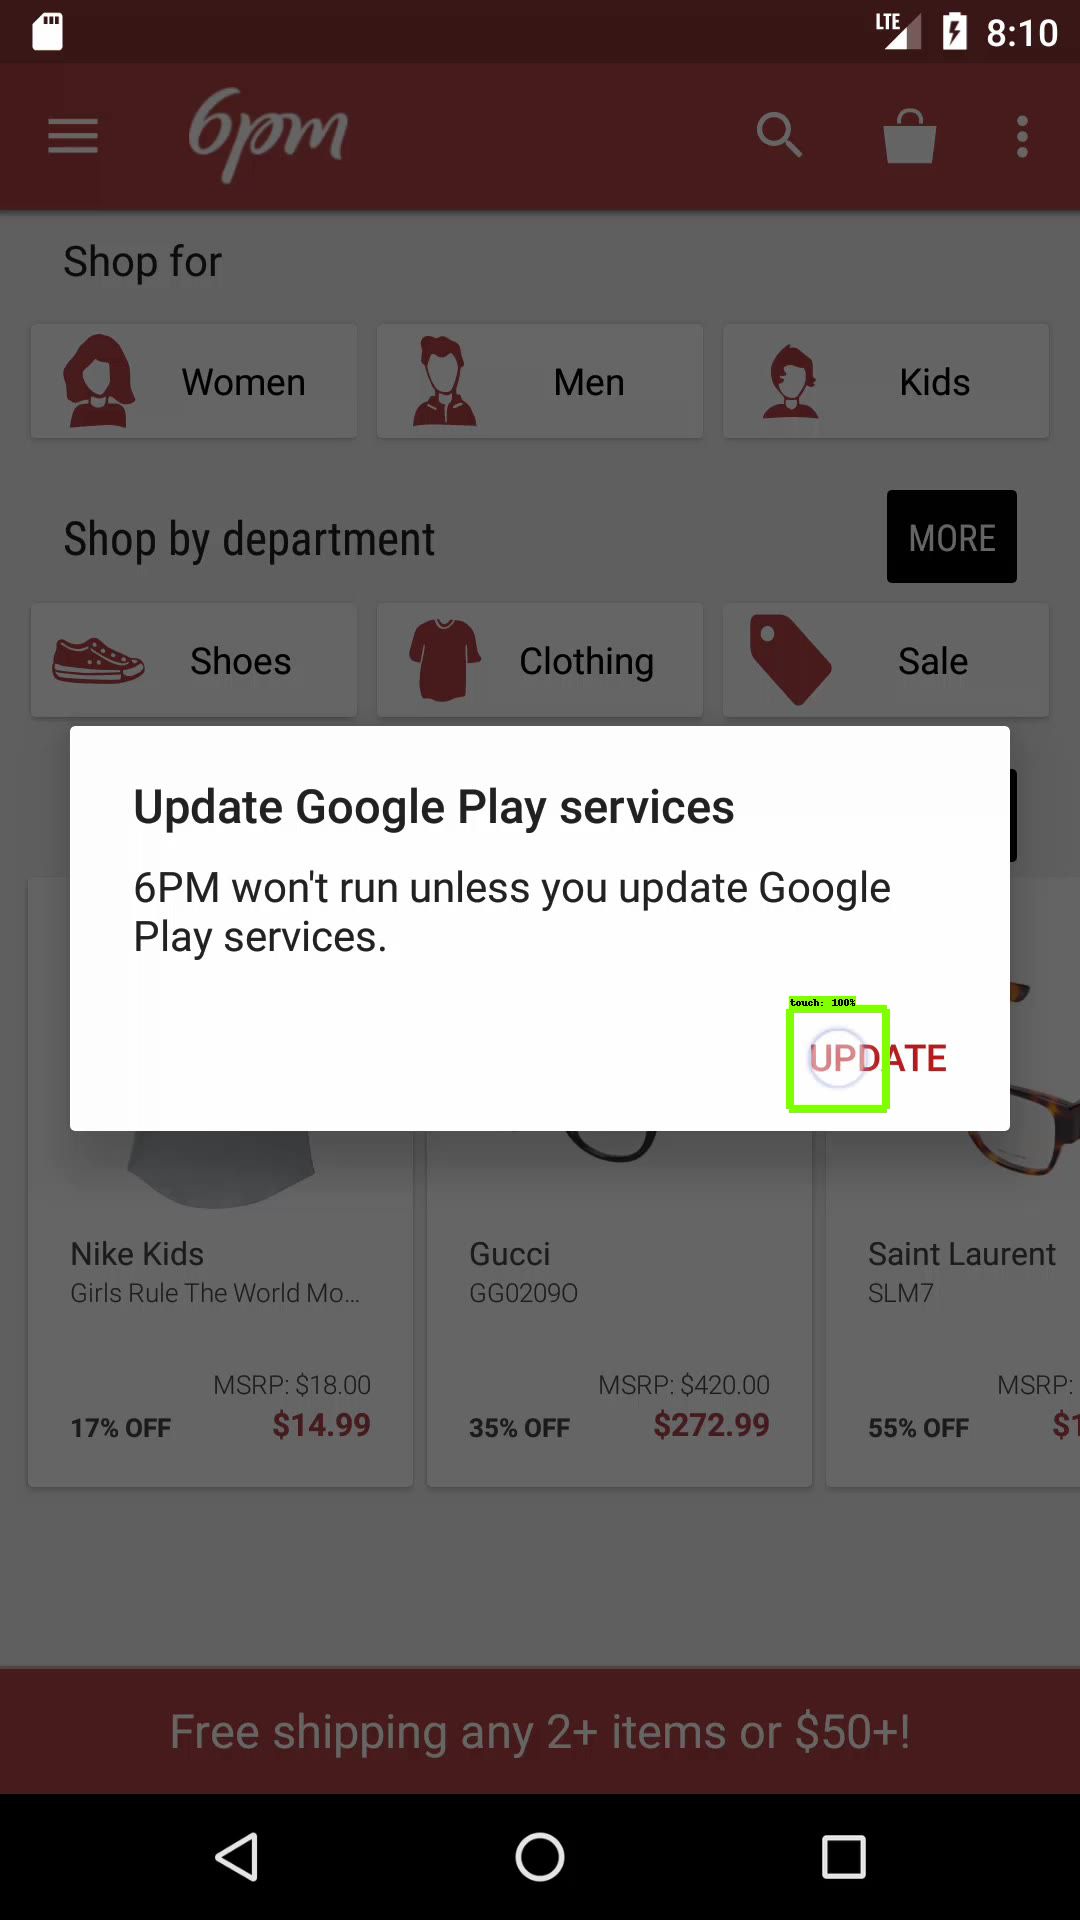 LTE 8:10
6pm
Shop for
Women Men Kids
Shop by department MORE
Shoes Clothing Sale
Update Google Play services
6PM won't run unless you update Google
Play services.
touch: 100%
UPDATE
Nike Kids Gucci Saint Laurent
Girls Rule The World Mo... GG0209O SLM7
MSRP: $18.00 MSRP: $420.00 MSRP:
17% OFF $14.99 35% OFF $272.99 55% OFF $1
Free shipping any 2+ items or $50+!